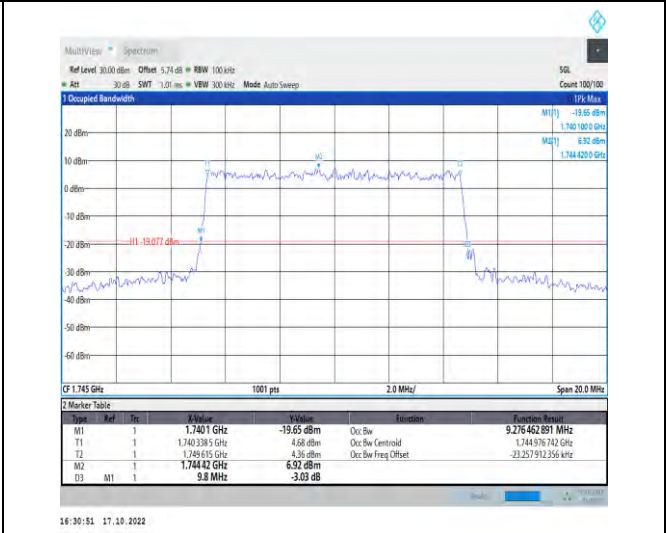 MultiView Spectrum
Ref Level 30.00 dBm Offset 5.74 dB RBW 100 kHz SGL
Att 30 dB SWT 1.01 ms VBW 300 kHz Mode Auto Sweep Count 100/100
1 Occupied Bandwidth 1Pk Max
M1[1] -19.65 dBm
1.740 100 0 GHz
M2[1] 6.92 dBm
1.744 420 0 GHz
20 dBm
10 dBm
0 dBm
-10 dBm
-20 dBm
H1 -19.077 dBm
-30 dBm
-40 dBm
-50 dBm
-60 dBm
T1
M2
T2
M1
CF 1.745 GHz 1001 pts 2.0 MHz/ Span 20.0 MHz
2 Marker Table
Type Ref Trc X-Value Y-Value Function Function Result
M1 1 1.7401 GHz -19.65 dBm Occ Bw 9.276 462 891 MHz
T1 1 1.740 338 5 GHz 4.68 dBm Occ Bw Centroid 1.744 976 742 GHz
T2 1 1.749 615 GHz 4.36 dBm Occ Bw Freq Offset -23.257 912 356 kHz
M2 1 1.744 42 GHz 6.92 dBm
D3 M1 1 9.8 MHz -3.03 dB
16:30:51 17.10.2022